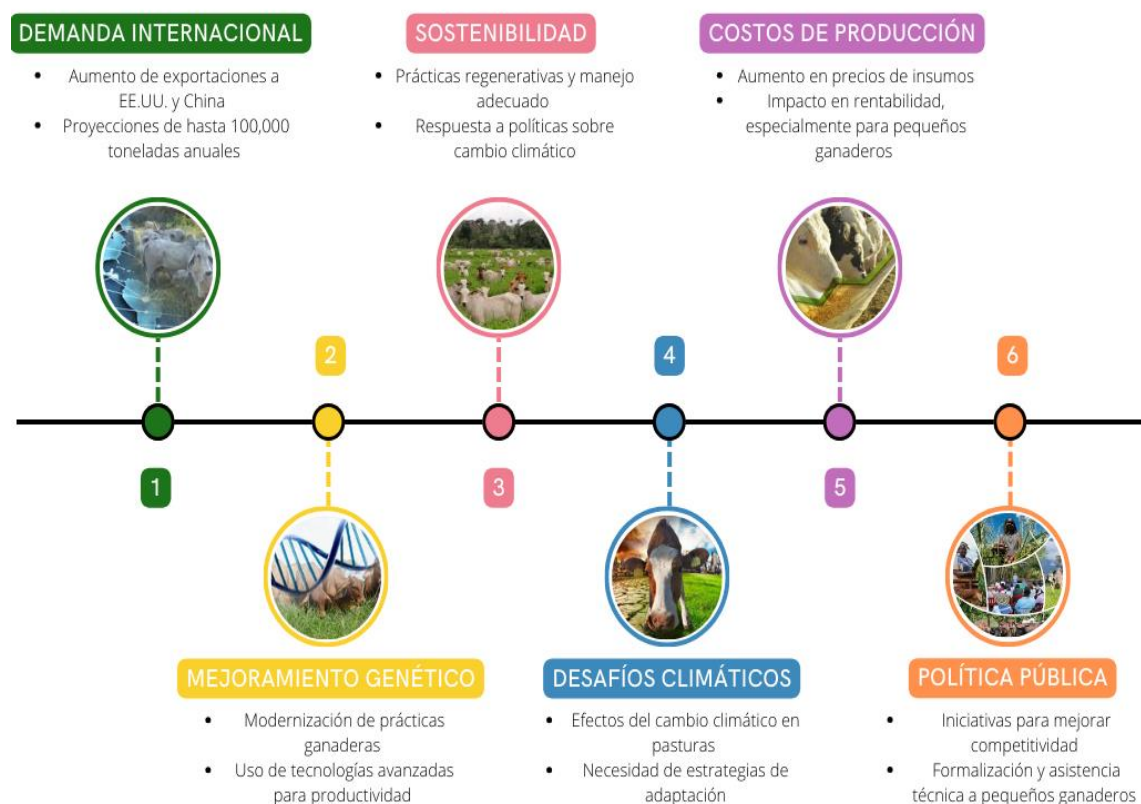 DEMANDA INTERNACIONAL
• Aumento de exportaciones a
EE.UU. y China
• Proyecciones de hasta 100,000
toneladas anuales
SOSTENIBILIDAD
• Prácticas regenerativas y manejo
adecuado
• Respuesta a políticas sobre
cambio climático
COSTOS DE PRODUCCIÓN
• Aumento en precios de insumos
• Impacto en rentabilidad,
especialmente para pequeños
ganaderos
2
4
6
1
3
5
MEJORAMIENTO GENÉTICO
• Modernización de prácticas
ganaderas
• Uso de tecnologías avanzadas
para productividad
DESAFÍOS CLIMÁTICOS
• Efectos del cambio climático en
pasturas
• Necesidad de estrategias de
adaptación
POLÍTICA PÚBLICA
• Iniciativas para mejorar
competitividad
• Formalización y asistencia
técnica a pequeños ganaderos